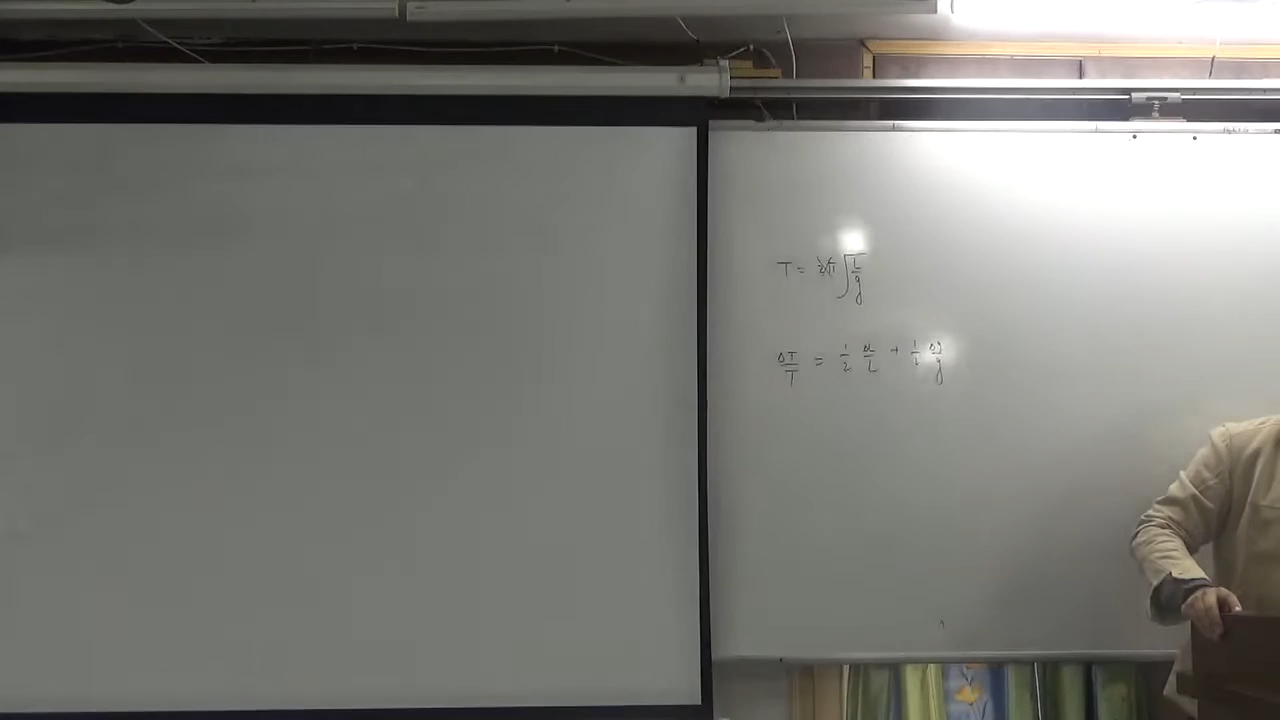 T = 2π √(L/g)
ΔT/T = 1/2 ΔL/L + 1/2 Δg/g